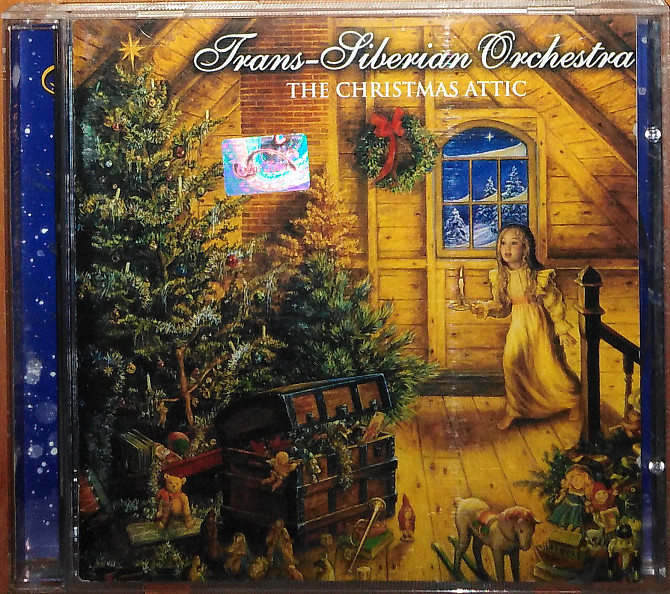 Trans-Siberian Orchestra
THE CHRISTMAS ATTIC